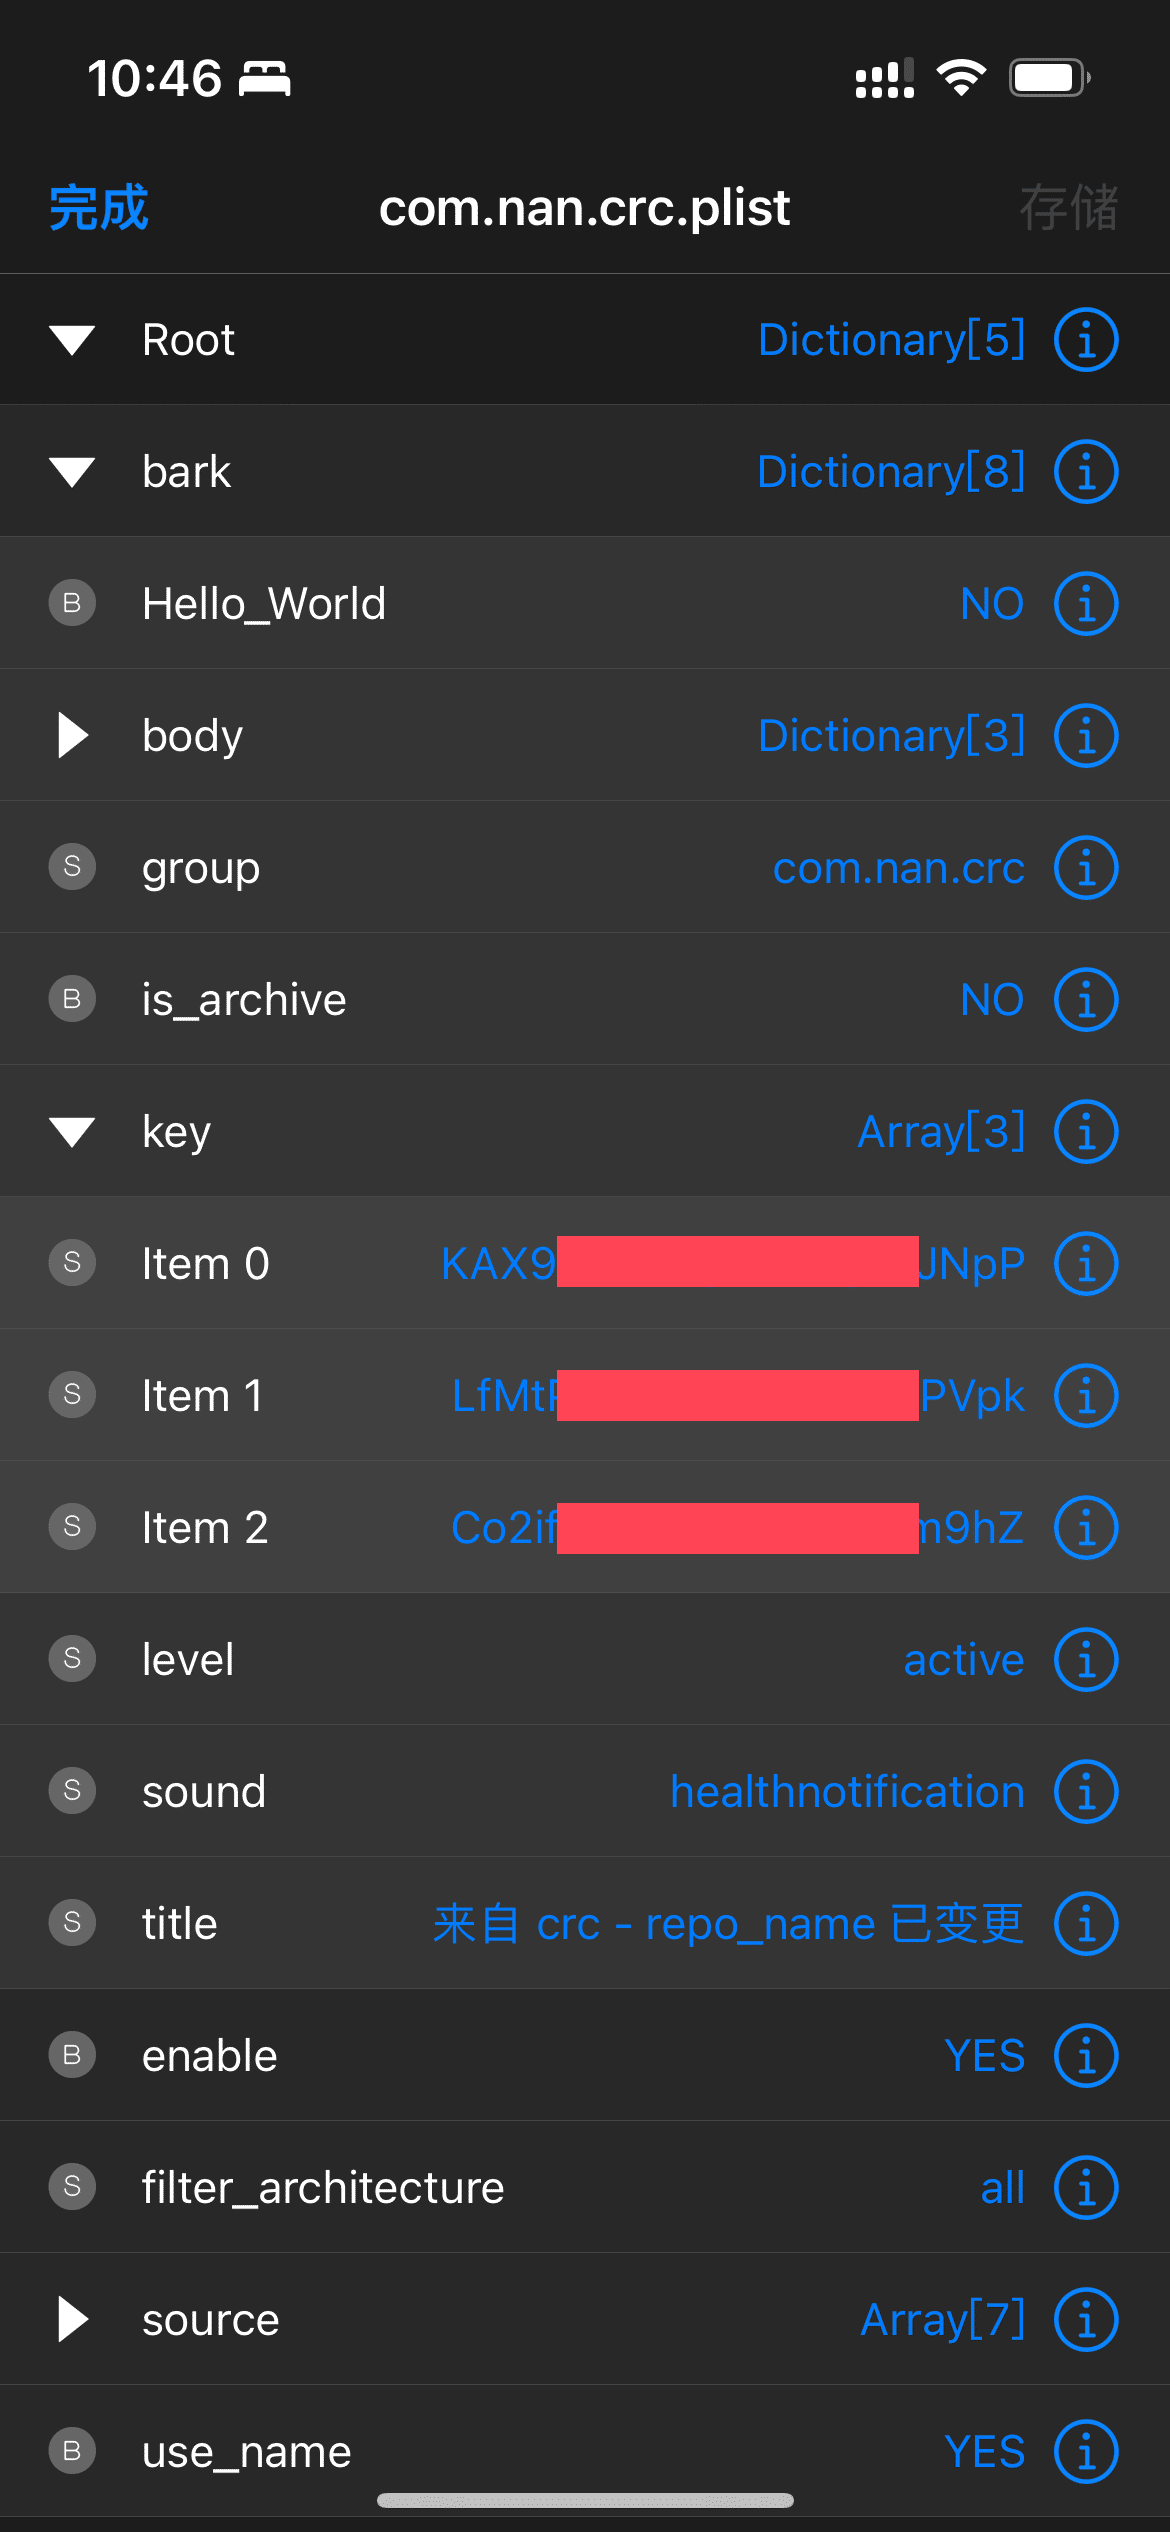 10:46
完成 com.nan.crc.plist 存储
Root Dictionary[5]
bark Dictionary[8]
B Hello_World NO
body Dictionary[3]
S group com.nan.crc
B is_archive NO
key Array[3]
S Item 0 KAX9 JNpP
S Item 1 LfMt PVpk
S Item 2 Co2if m9hZ
S level active
S sound healthnotification
S title 来自 crc - repo_name 已变更
B enable YES
S filter_architecture all
source Array[7]
B use_name YES